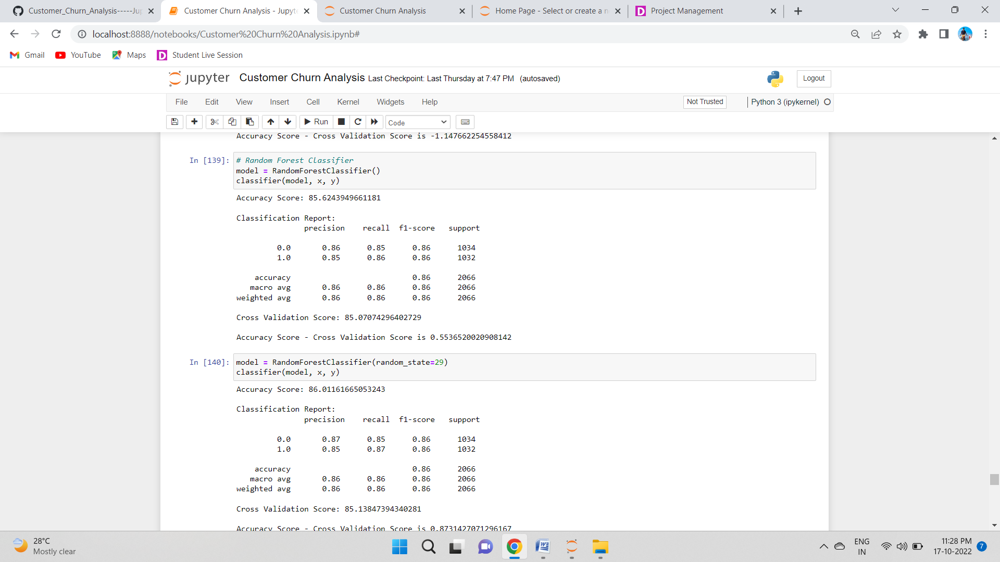 Customer_Churn_Analysis-----Jup
Customer Churn Analysis - Jupyte
Customer Churn Analysis
Home Page - Select or create a n
Project Management
localhost:8888/notebooks/Customer%20Churn%20Analysis.ipynb#
Gmail YouTube Maps Student Live Session
jupyter Customer Churn Analysis Last Checkpoint: Last Thursday at 7:47 PM (autosaved) Logout
File Edit View Insert Cell Kernel Widgets Help Not Trusted Python 3 (ipykernel)
Run Code
Accuracy Score - Cross Validation Score is -1.147662254558412
In [139]: # Random Forest Classifier
model = RandomForestClassifier()
classifier(model, x, y)
Accuracy Score: 85.6243949661181
Classification Report:
precision recall f1-score support
0.0 0.86 0.85 0.86 1034
1.0 0.85 0.86 0.86 1032
accuracy 0.86 2066
macro avg 0.86 0.86 0.86 2066
weighted avg 0.86 0.86 0.86 2066
Cross Validation Score: 85.07074296402729
Accuracy Score - Cross Validation Score is 0.5536520020908142
In [140]: model = RandomForestClassifier(random_state=29)
classifier(model, x, y)
Accuracy Score: 86.01161665053243
Classification Report:
precision recall f1-score support
0.0 0.87 0.85 0.86 1034
1.0 0.85 0.87 0.86 1032
accuracy 0.86 2066
macro avg 0.86 0.86 0.86 2066
weighted avg 0.86 0.86 0.86 2066
Cross Validation Score: 85.13847394340281
Accuracy Score - Cross Validation Score is 0.8731427071296167
28°C
Mostly clear
ENG
IN
11:28 PM
17-10-2022
7